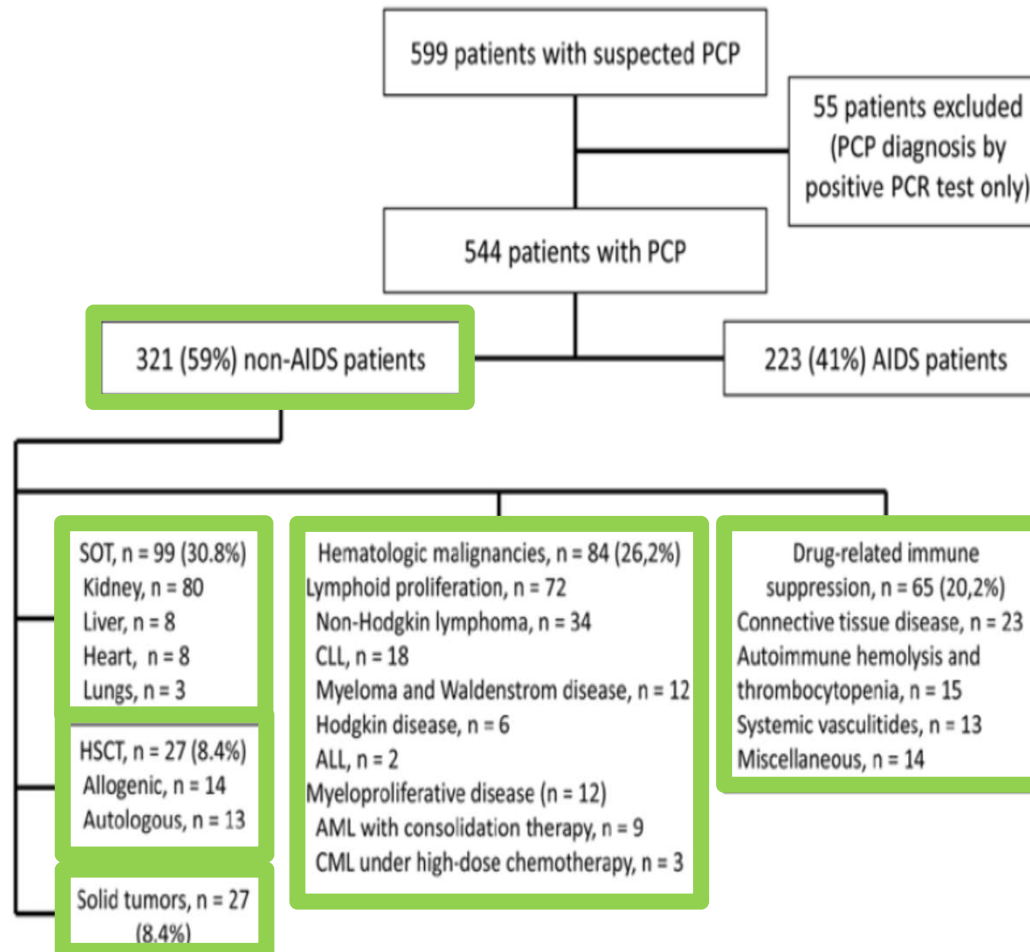 599 patients with suspected PCP
55 patients excluded
(PCP diagnosis by
positive PCR test only)
544 patients with PCP
321 (59%) non-AIDS patients
223 (41%) AIDS patients
SOT, n = 99 (30.8%)
Kidney, n = 80
Liver, n = 8
Heart, n = 8
Lungs, n = 3
HSCT, n = 27 (8.4%)
Allogenic, n = 14
Autologous, n = 13
Solid tumors, n = 27
(8.4%)
Hematologic malignancies, n = 84 (26,2%)
Lymphoid proliferation, n = 72
Non-Hodgkin lymphoma, n = 34
CLL, n = 18
Myeloma and Waldenstrom disease, n = 12
Hodgkin disease, n = 6
ALL, n = 2
Myeloproliferative disease (n = 12)
AML with consolidation therapy, n = 9
CML under high-dose chemotherapy, n = 3
Drug-related immune
suppression, n = 65 (20,2%)
Connective tissue disease, n = 23
Autoimmune hemolysis and
thrombocytopenia, n = 15
Systemic vasculitides, n = 13
Miscellaneous, n = 14